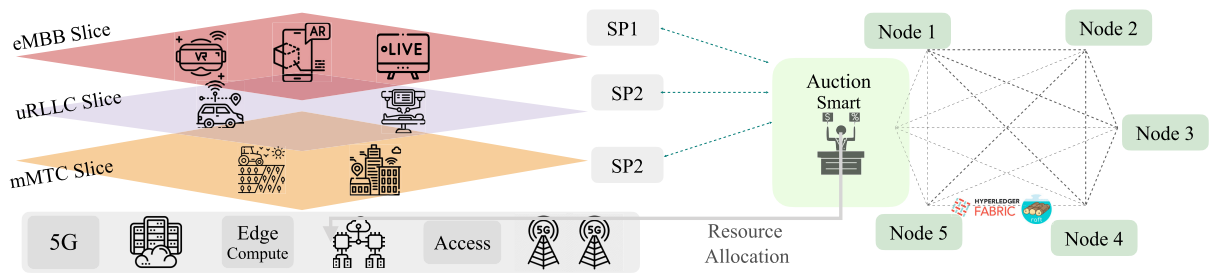 eMBB Slice
VR
AR
LIVE
SP1
uRLLC Slice
SP2
mMTC Slice
SP2
Auction
Smart
$ %
Node 1
Node 2
Node 3
Node 5
HYPERLEDGER
FABRIC
raft
Node 4
5G
Edge
Compute
Access
5G
5G
Resource
Allocation